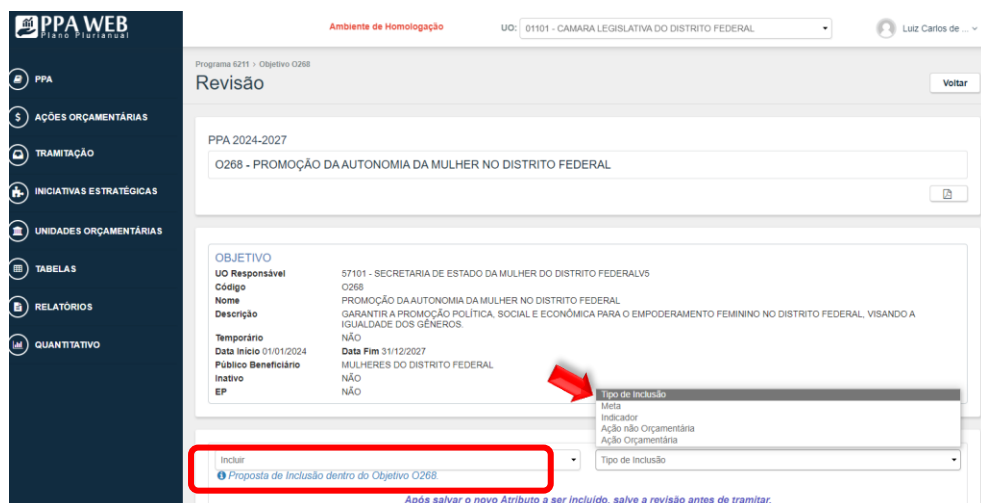 PPA WEB
Plano Plurianual
Ambiente de Homologação
UO: 01101 - CAMARA LEGISLATIVA DO DISTRITO FEDERAL
Luiz Carlos de ...
PPA
AÇÕES ORÇAMENTÁRIAS
TRAMITAÇÃO
INICIATIVAS ESTRATÉGICAS
UNIDADES ORÇAMENTÁRIAS
TABELAS
RELATÓRIOS
QUANTITATIVO
Programa 6211 > Objetivo O268
Revisão
Voltar
PPA 2024-2027
O268 - PROMOÇÃO DA AUTONOMIA DA MULHER NO DISTRITO FEDERAL
OBJETIVO
UO Responsável 57101 - SECRETARIA DE ESTADO DA MULHER DO DISTRITO FEDERALV5
Código O268
Nome PROMOÇÃO DA AUTONOMIA DA MULHER NO DISTRITO FEDERAL
Descrição GARANTIR A PROMOÇÃO POLÍTICA, SOCIAL E ECONÔMICA PARA O EMPODERAMENTO FEMININO NO DISTRITO FEDERAL, VISANDO A
IGUALDADE DOS GÊNEROS.
Temporário NÃO
Data Início 01/01/2024 Data Fim 31/12/2027
Público Beneficiário MULHERES DO DISTRITO FEDERAL
Inativo NÃO
EP NÃO
Tipo de Inclusão
Meta
Indicador
Ação não Orçamentária
Ação Orçamentária
Incluir
Tipo de Inclusão
Proposta de Inclusão dentro do Objetivo O268.
Após salvar o novo Atributo a ser incluído, salve a revisão antes de tramitar.